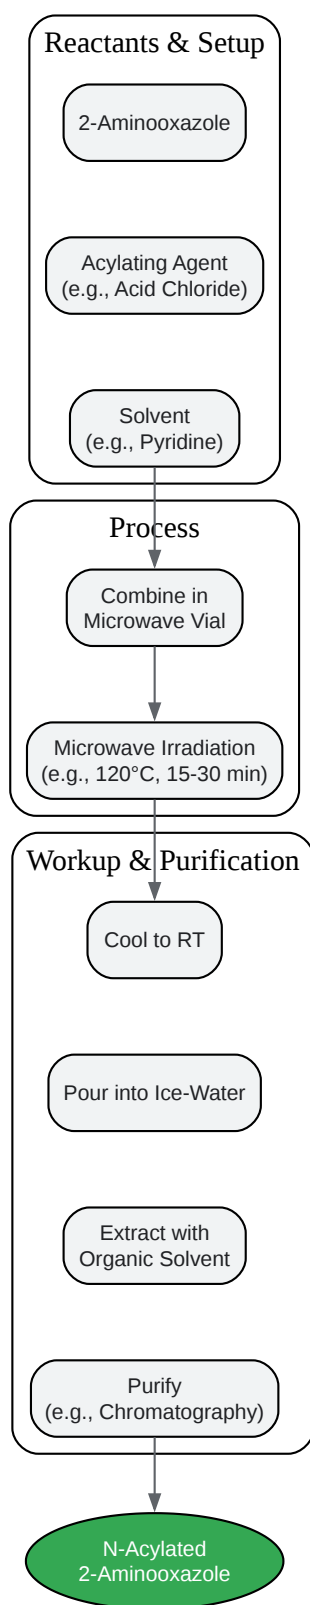 Reactants & Setup
2-Aminooxazole
Acylating Agent
(e.g., Acid Chloride)
Solvent
(e.g., Pyridine)
Process
Combine in
Microwave Vial
Microwave Irradiation
(e.g., 120°C, 15-30 min)
Workup & Purification
Cool to RT
Pour into Ice-Water
Extract with
Organic Solvent
Purify
(e.g., Chromatography)
N-Acylated
2-Aminooxazole